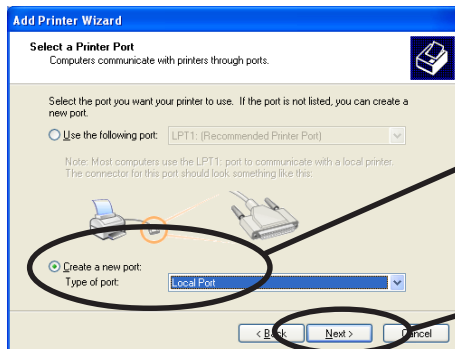 Add Printer Wizard
Select a Printer Port
Computers communicate with printers through ports.
Select the port you want your printer to use. If the port is not listed, you can create a
new port.
Use the following port: LPT1: (Recommended Printer Port)
Note: Most computers use the LPT1: port to communicate with a local printer.
The connector for this port should look something like this:
Create a new port:
Type of port: Local Port
< Back Next > Cancel